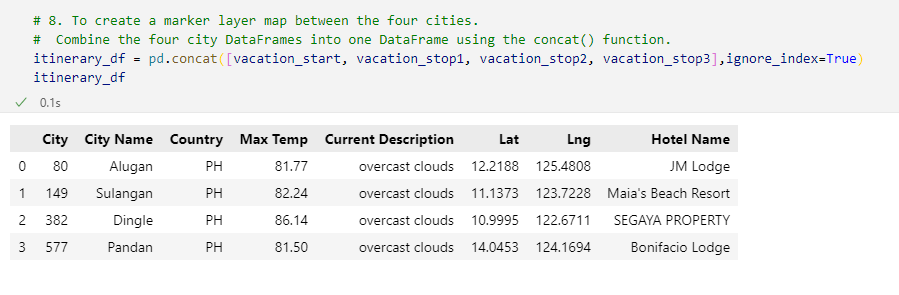 # 8. To create a marker layer map between the four cities.
#  Combine the four city DataFrames into one DataFrame using the concat() function.
itinerary_df = pd.concat([vacation_start, vacation_stop1, vacation_stop2, vacation_stop3],ignore_index=True)
itinerary_df
✓ 0.1s
City City Name Country Max Temp Current Description Lat Lng Hotel Name
0 80 Alugan PH 81.77 overcast clouds 12.2188 125.4808 JM Lodge
1 149 Sulangan PH 82.24 overcast clouds 11.1373 123.7228 Maia's Beach Resort
2 382 Dingle PH 86.14 overcast clouds 10.9995 122.6711 SEGAYA PROPERTY
3 577 Pandan PH 81.50 overcast clouds 14.0453 124.1694 Bonifacio Lodge